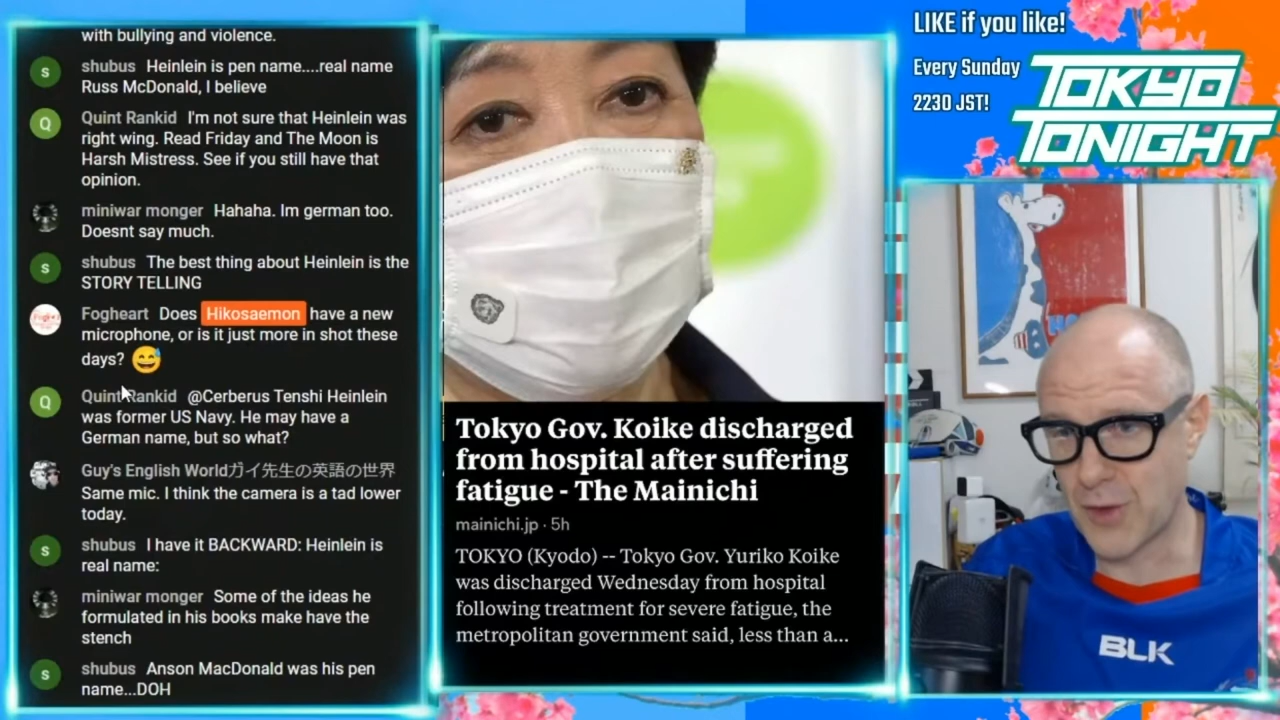 with bullying and violence.
s shubus Heinlein is pen name....real name
Russ McDonald, I believe
Q Quint Rankid I'm not sure that Heinlein was
right wing. Read Friday and The Moon is
Harsh Mistress. See if you still have that
opinion.
miniwar monger Hahaha. Im german too.
Doesnt say much.
s shubus The best thing about Heinlein is the
STORY TELLING
Fogheart Does Hikosaemon have a new
microphone, or is it just more in shot these
days? 😅
Q Quint Rankid @Cerberus Tenshi Heinlein
was former US Navy. He may have a
German name, but so what?
Guy's English Worldガイ先生の英語の世界
Same mic. I think the camera is a tad lower
today.
s shubus I have it BACKWARD: Heinlein is
real name:
miniwar monger Some of the ideas he
formulated in his books make have the
stench
s shubus Anson MacDonald was his pen
name...DOH
Tokyo Gov. Koike discharged
from hospital after suffering
fatigue - The Mainichi
mainichi.jp · 5h
TOKYO (Kyodo) -- Tokyo Gov. Yuriko Koike
was discharged Wednesday from hospital
following treatment for severe fatigue, the
metropolitan government said, less than a...
LIKE if you like!
Every Sunday
2230 JST!
TOKYO
TONIGHT
BLK